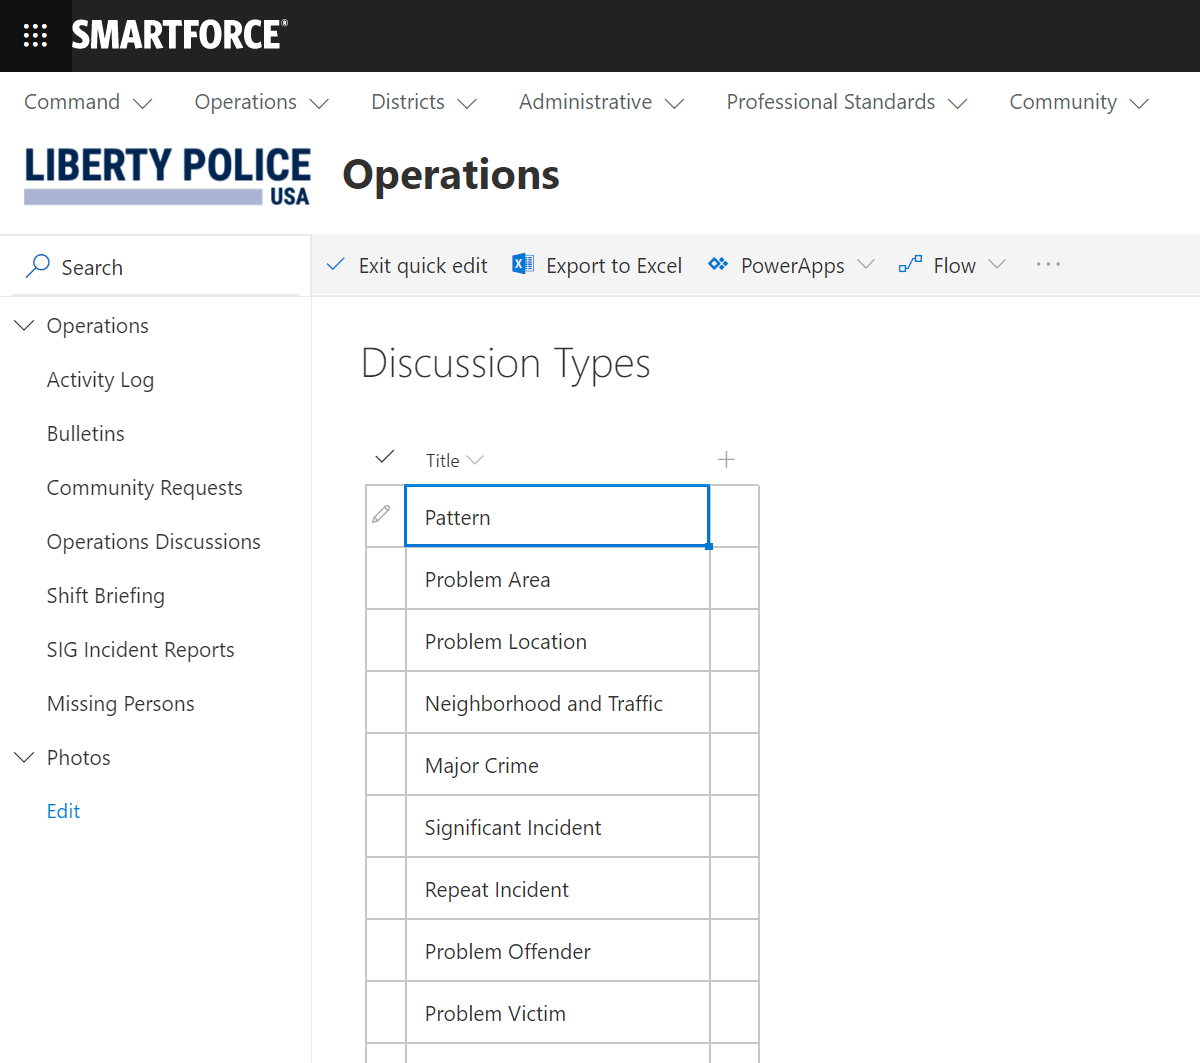 SMARTFORCE®
Command Operations Districts Administrative Professional Standards Community
LIBERTY POLICE
USA
Operations
Search
Exit quick edit Export to Excel PowerApps Flow ...
Operations
Activity Log
Bulletins
Community Requests
Operations Discussions
Shift Briefing
SIG Incident Reports
Missing Persons
Photos
Edit
Discussion Types
Title
Pattern
Problem Area
Problem Location
Neighborhood and Traffic
Major Crime
Significant Incident
Repeat Incident
Problem Offender
Problem Victim